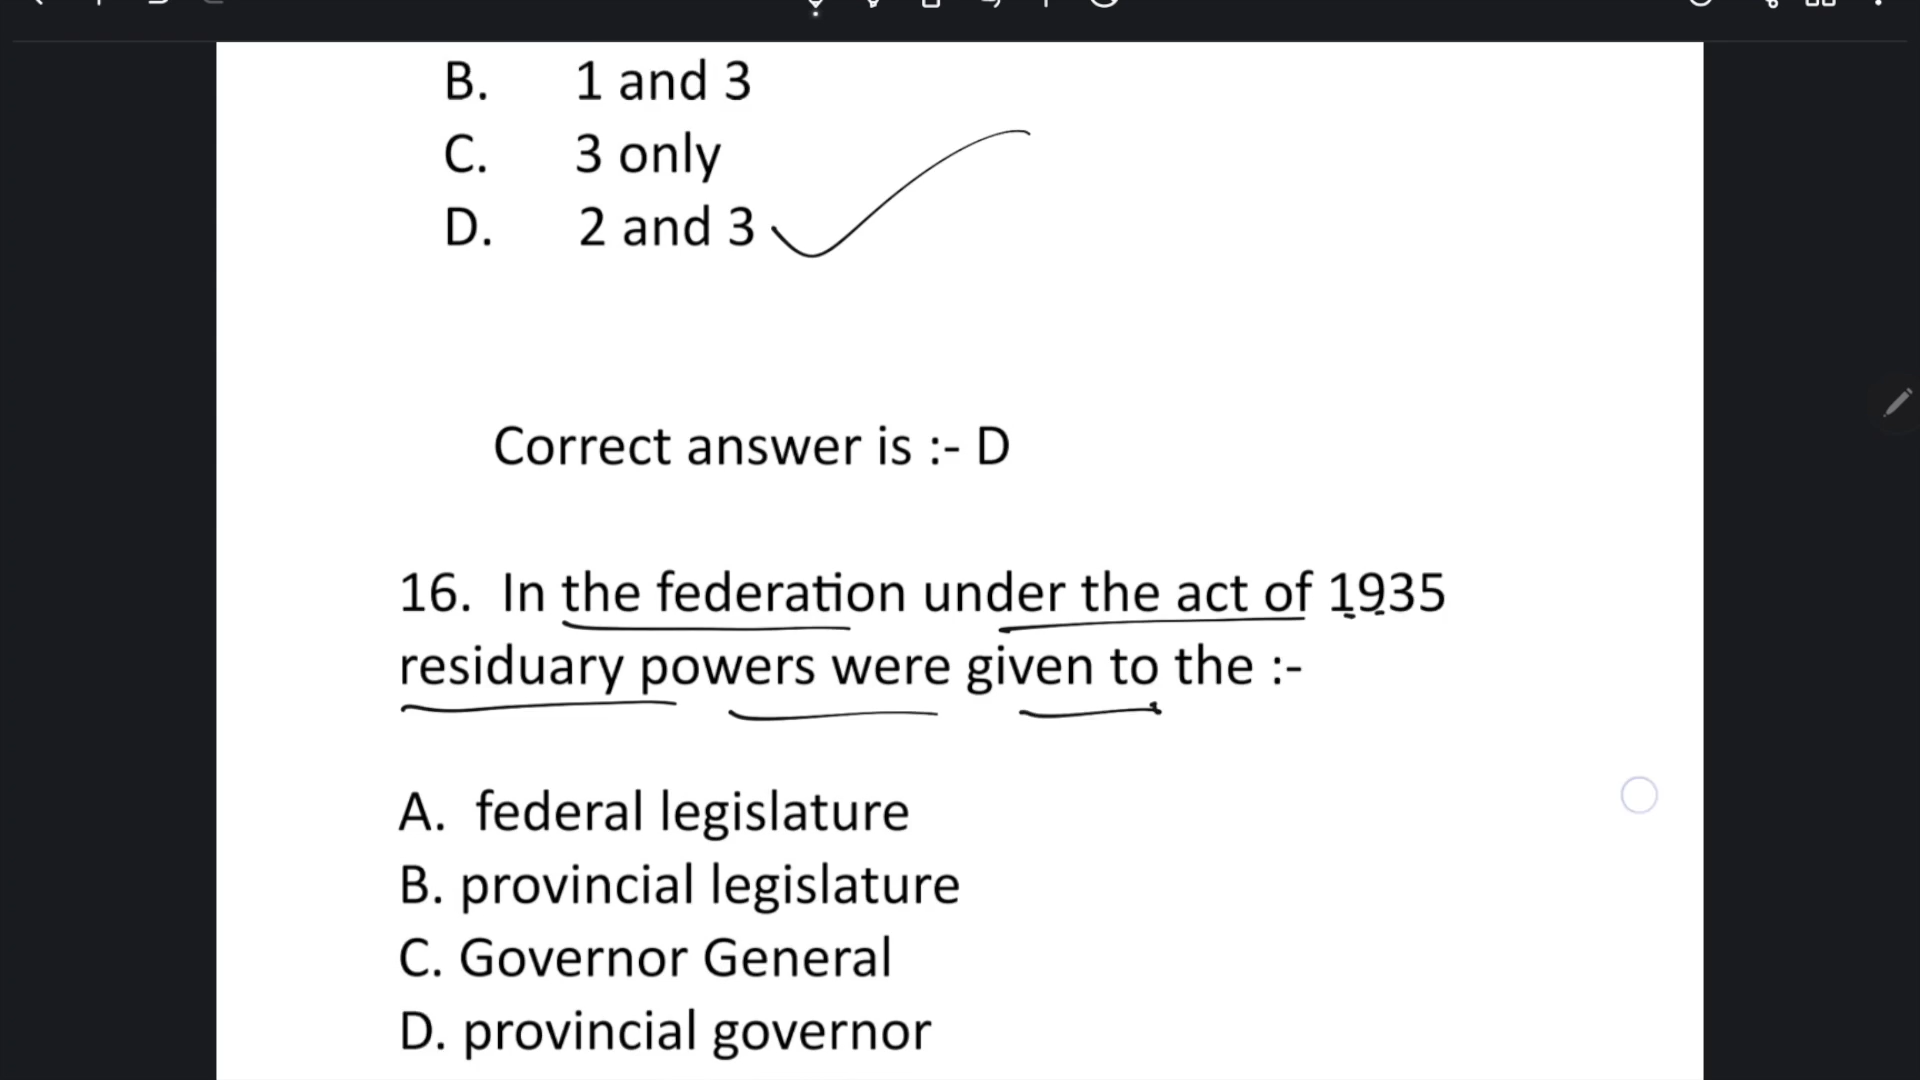 B. 1 and 3
C. 3 only
D. 2 and 3
Correct answer is :- D
16. In the federation under the act of 1935
residuary powers were given to the :-
A. federal legislature
B. provincial legislature
C. Governor General
D. provincial governor